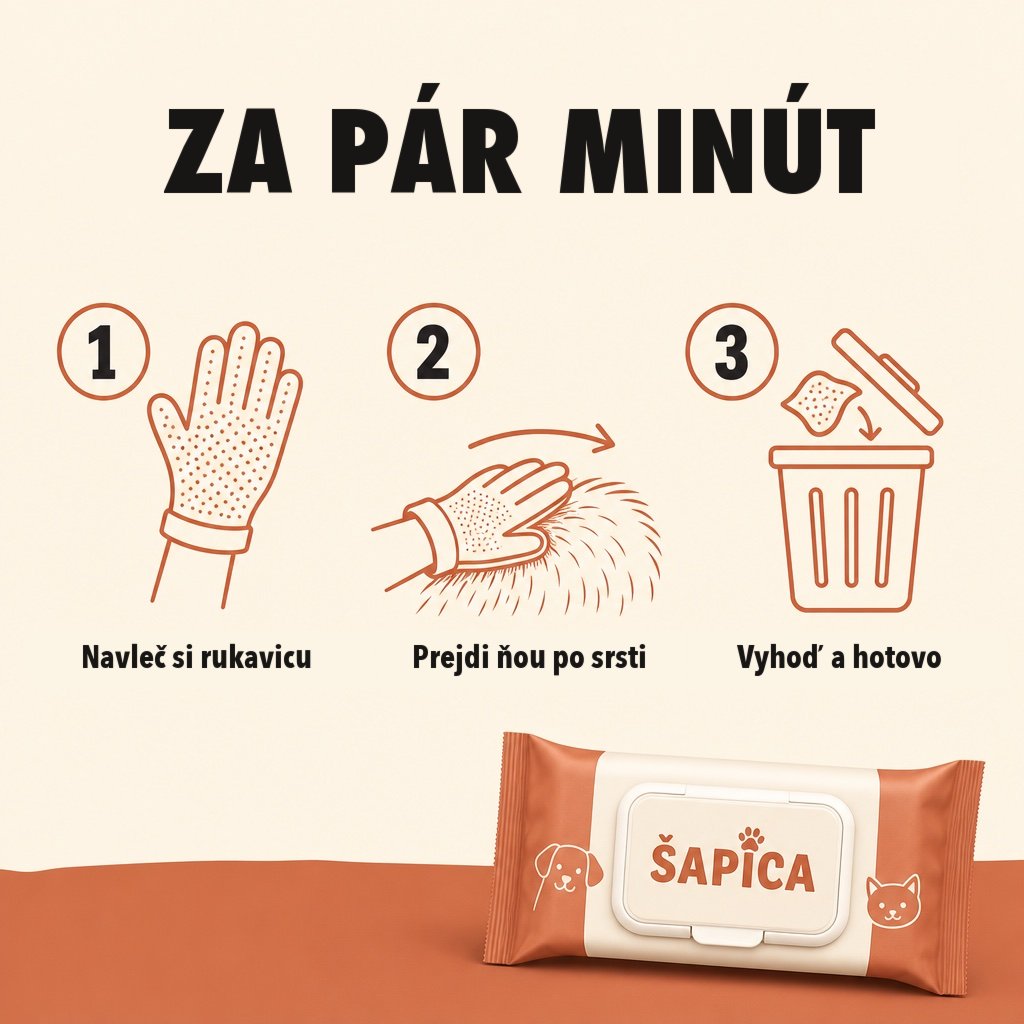 ZA PÁR MINÚT
1
2
3
Navleč si rukavicu
Prejdi ňou po srsti
Vyhoď a hotovo
ŠAPICA